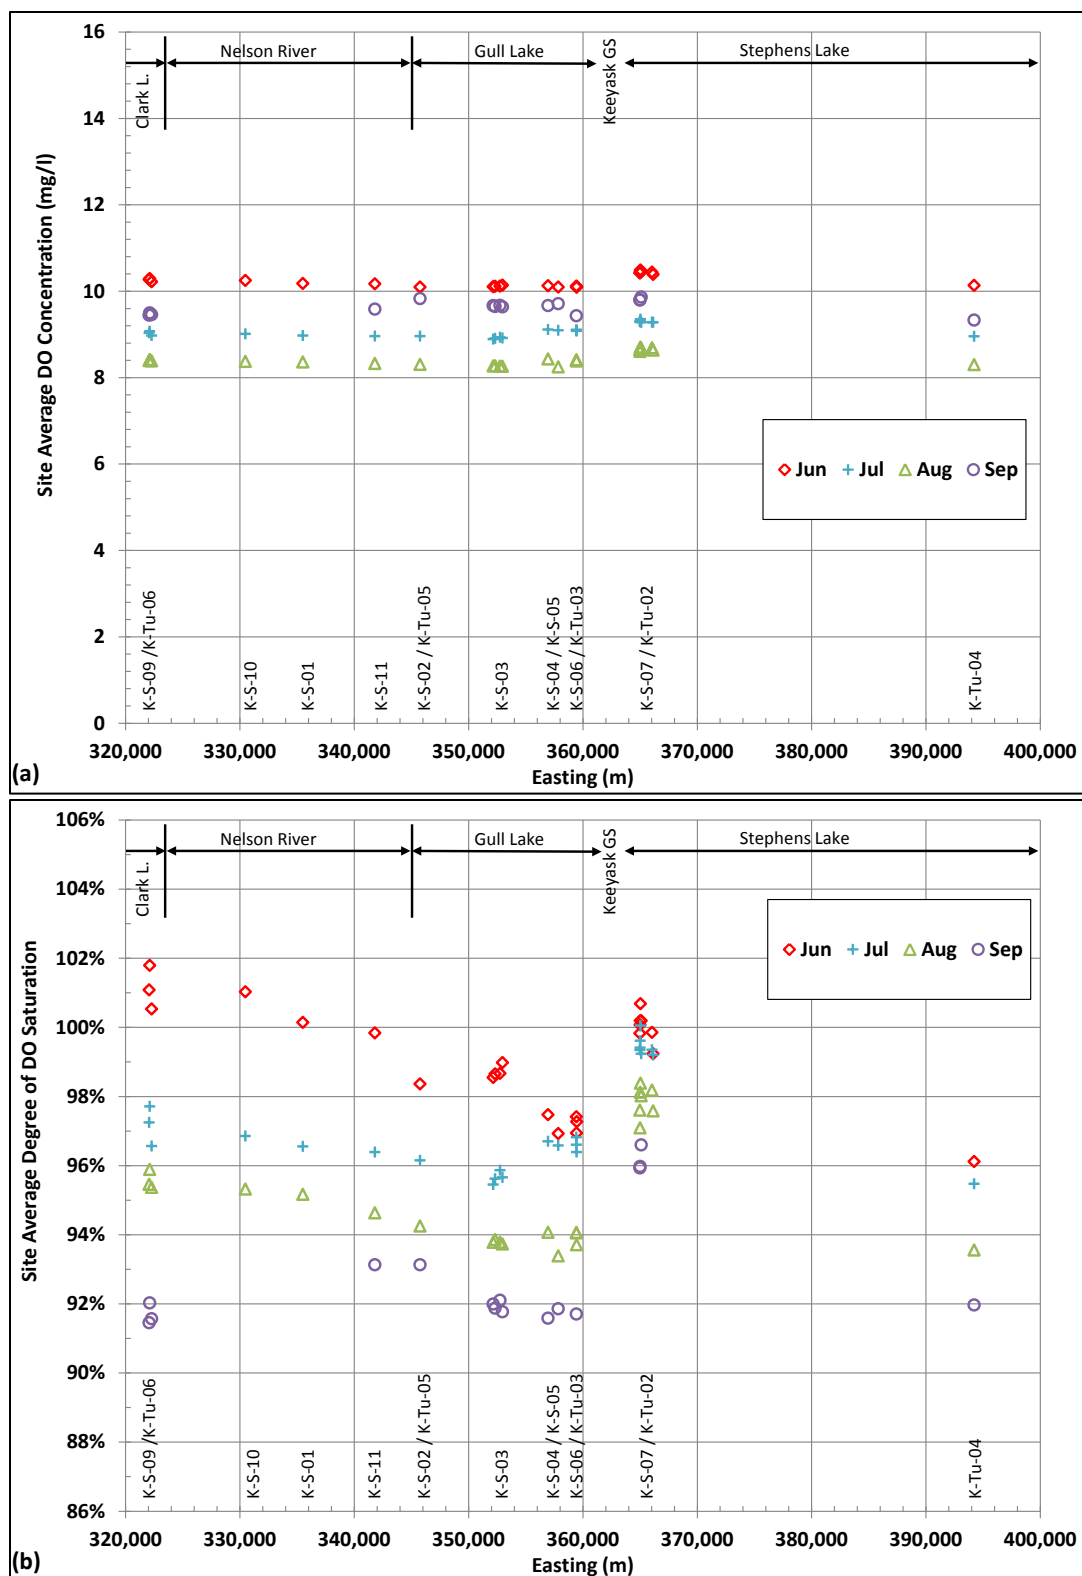 16
14
12
10
8
6
4
2
0
Site Average DO Concentration (mg/l)
Clark L.
Nelson River
Gull Lake
Keeyask GS
Stephens Lake
Jun Jul Aug Sep
K-S-09 /K-Tu-06
K-S-10
K-S-01
K-S-11
K-S-02 / K-Tu-05
K-S-03
K-S-04 / K-S-05
K-S-06 / K-Tu-03
K-S-07 / K-Tu-02
K-Tu-04
320,000 330,000 340,000 350,000 360,000 370,000 380,000 390,000 400,000
Easting (m)
(a)
106%
104%
102%
100%
98%
96%
94%
92%
90%
88%
86%
Site Average Degree of DO Saturation
Clark L.
Nelson River
Gull Lake
Keeyask GS
Stephens Lake
Jun Jul Aug Sep
K-S-09 /K-Tu-06
K-S-10
K-S-01
K-S-11
K-S-02 / K-Tu-05
K-S-03
K-S-04 / K-S-05
K-S-06 / K-Tu-03
K-S-07 / K-Tu-02
K-Tu-04
320,000 330,000 340,000 350,000 360,000 370,000 380,000 390,000 400,000
Easting (m)
(b)